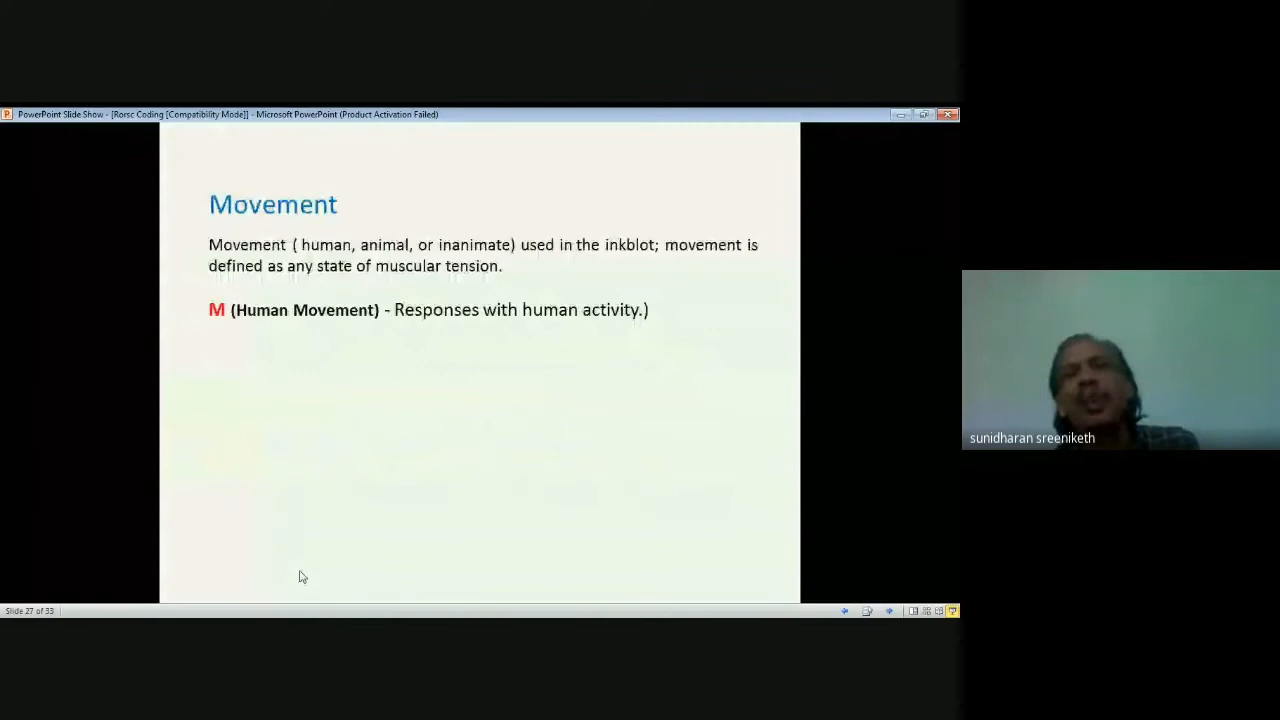 PowerPoint Slide Show - [Rorsc Coding [Compatibility Mode]] - Microsoft PowerPoint (Product Activation Failed)
Movement
Movement ( human, animal, or inanimate) used in the inkblot; movement is
defined as any state of muscular tension.
M (Human Movement) - Responses with human activity.)
sunidharan sreeniketh
Slide 27 of 33